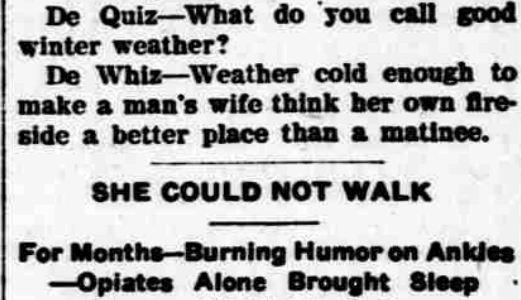 De Quiz—What do you call good
winter weather?
De Whiz—Weather cold enough to
make a man's wife think her own fire-
side a better place than a matinee.
SHE COULD NOT WALK
For Months—Burning Humor on Ankles
—Opiates Alone Brought Sleep